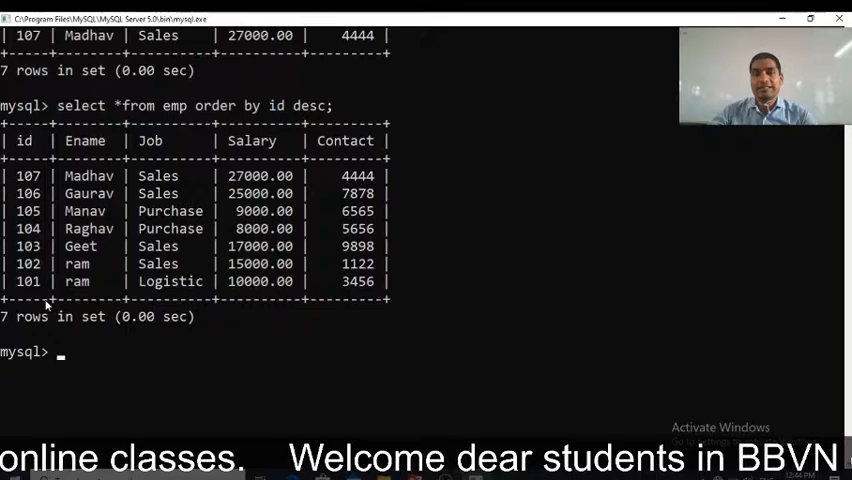 C:\Program Files\MySQL\MySQL Server 5.0\bin\mysql.exe
| 107 | Madhav | Sales | 27000.00 | 4444 |
+-----+--------+-----------+----------+---------+
7 rows in set (0.00 sec)
mysql> select *from emp order by id desc;
+-----+--------+-----------+----------+---------+
| id | Ename | Job | Salary | Contact |
+-----+--------+-----------+----------+---------+
| 107 | Madhav | Sales | 27000.00 | 4444 |
| 106 | Gaurav | Sales | 25000.00 | 7878 |
| 105 | Manav | Purchase | 9000.00 | 6565 |
| 104 | Raghav | Purchase | 8000.00 | 5656 |
| 103 | Geet | Sales | 17000.00 | 9898 |
| 102 | ram | Sales | 15000.00 | 1122 |
| 101 | ram | Logistic | 10000.00 | 3456 |
+-----+--------+-----------+----------+---------+
7 rows in set (0.00 sec)
mysql> _
Activate Windows
online classes. Welcome dear students in BBVN
12:44 PM